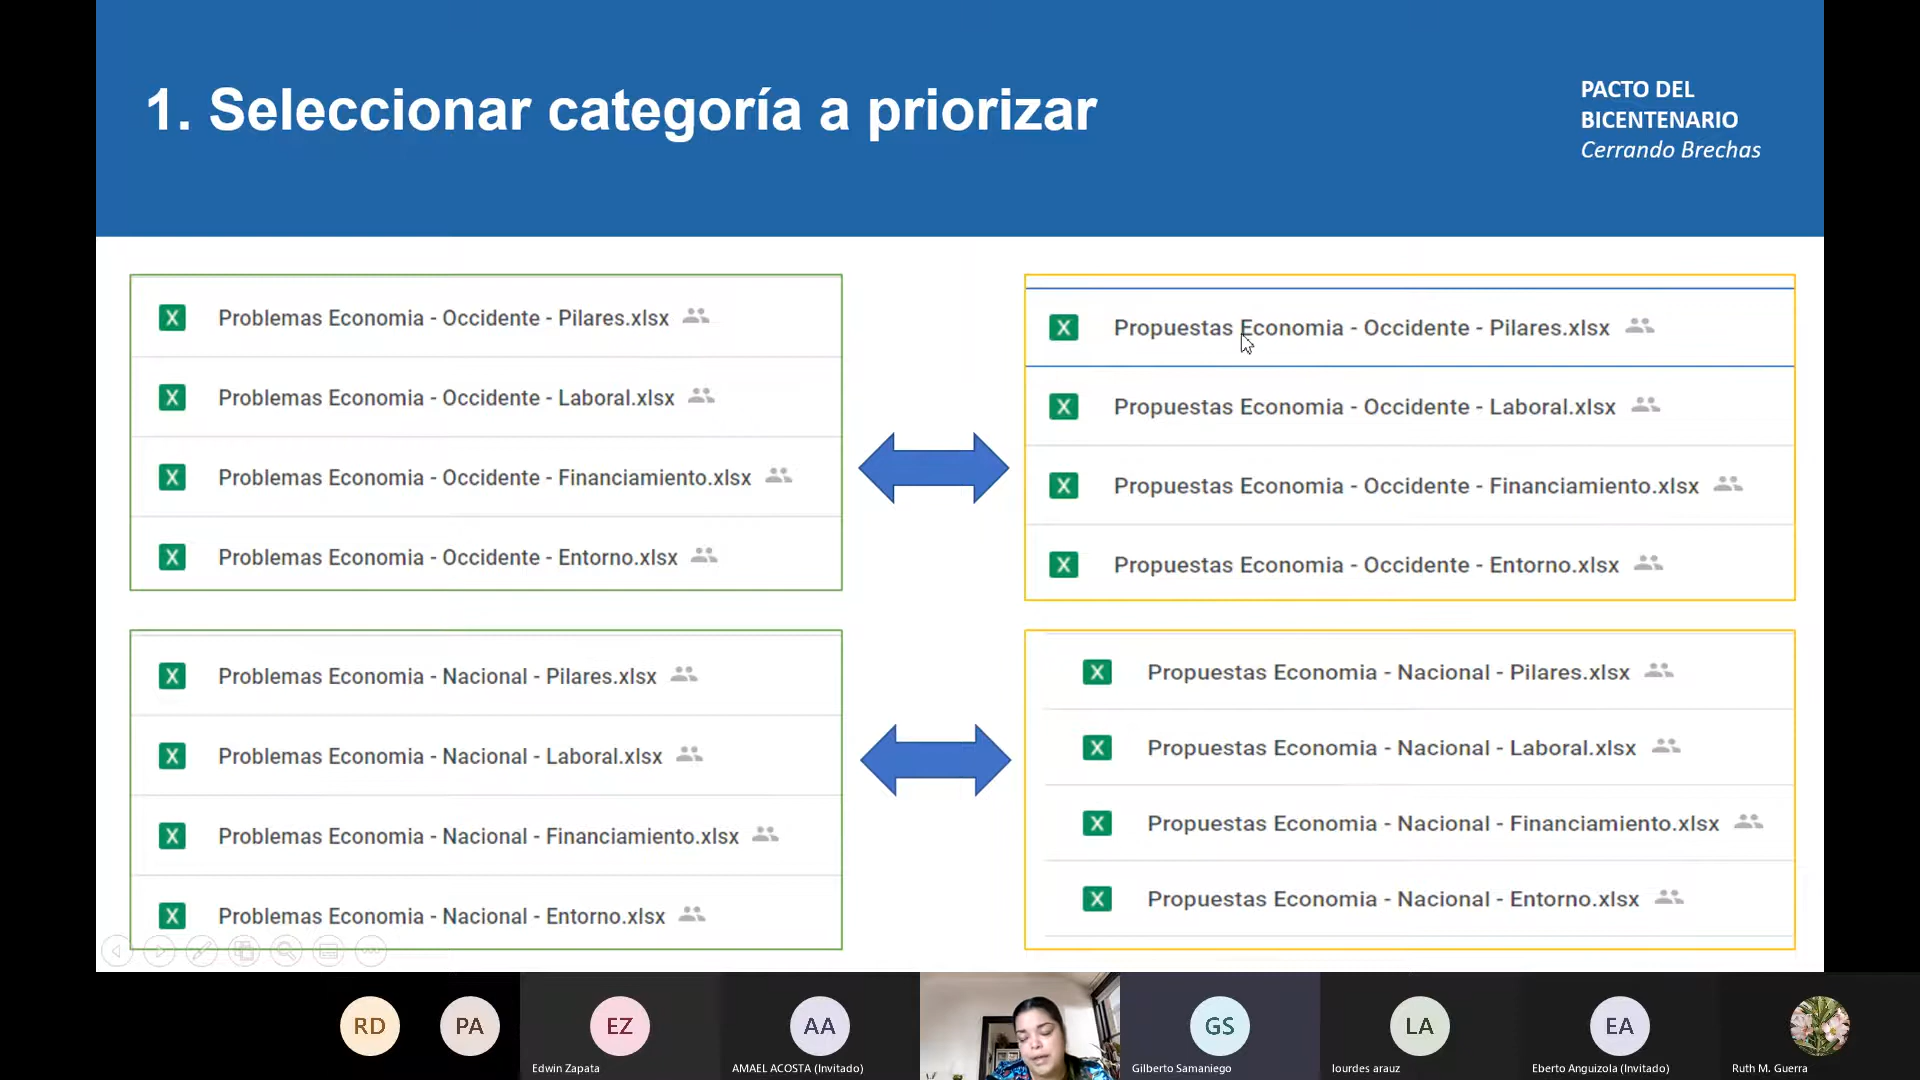 1. Seleccionar categoría a priorizar
PACTO DEL
BICENTENARIO
Cerrando Brechas
X Problemas Economia - Occidente - Pilares.xlsx
X Problemas Economia - Occidente - Laboral.xlsx
X Problemas Economia - Occidente - Financiamiento.xlsx
X Problemas Economia - Occidente - Entorno.xlsx
X Propuestas Economia - Occidente - Pilares.xlsx
X Propuestas Economia - Occidente - Laboral.xlsx
X Propuestas Economia - Occidente - Financiamiento.xlsx
X Propuestas Economia - Occidente - Entorno.xlsx
X Problemas Economia - Nacional - Pilares.xlsx
X Problemas Economia - Nacional - Laboral.xlsx
X Problemas Economia - Nacional - Financiamiento.xlsx
X Problemas Economia - Nacional - Entorno.xlsx
X Propuestas Economia - Nacional - Pilares.xlsx
X Propuestas Economia - Nacional - Laboral.xlsx
X Propuestas Economia - Nacional - Financiamiento.xlsx
X Propuestas Economia - Nacional - Entorno.xlsx
RD
PA
EZ
Edwin Zapata
AA
AMAEL ACOSTA (Invitado)
GS
Gilberto Samaniego
LA
lourdes arauz
EA
Eberto Anguizola (Invitado)
Ruth M. Guerra